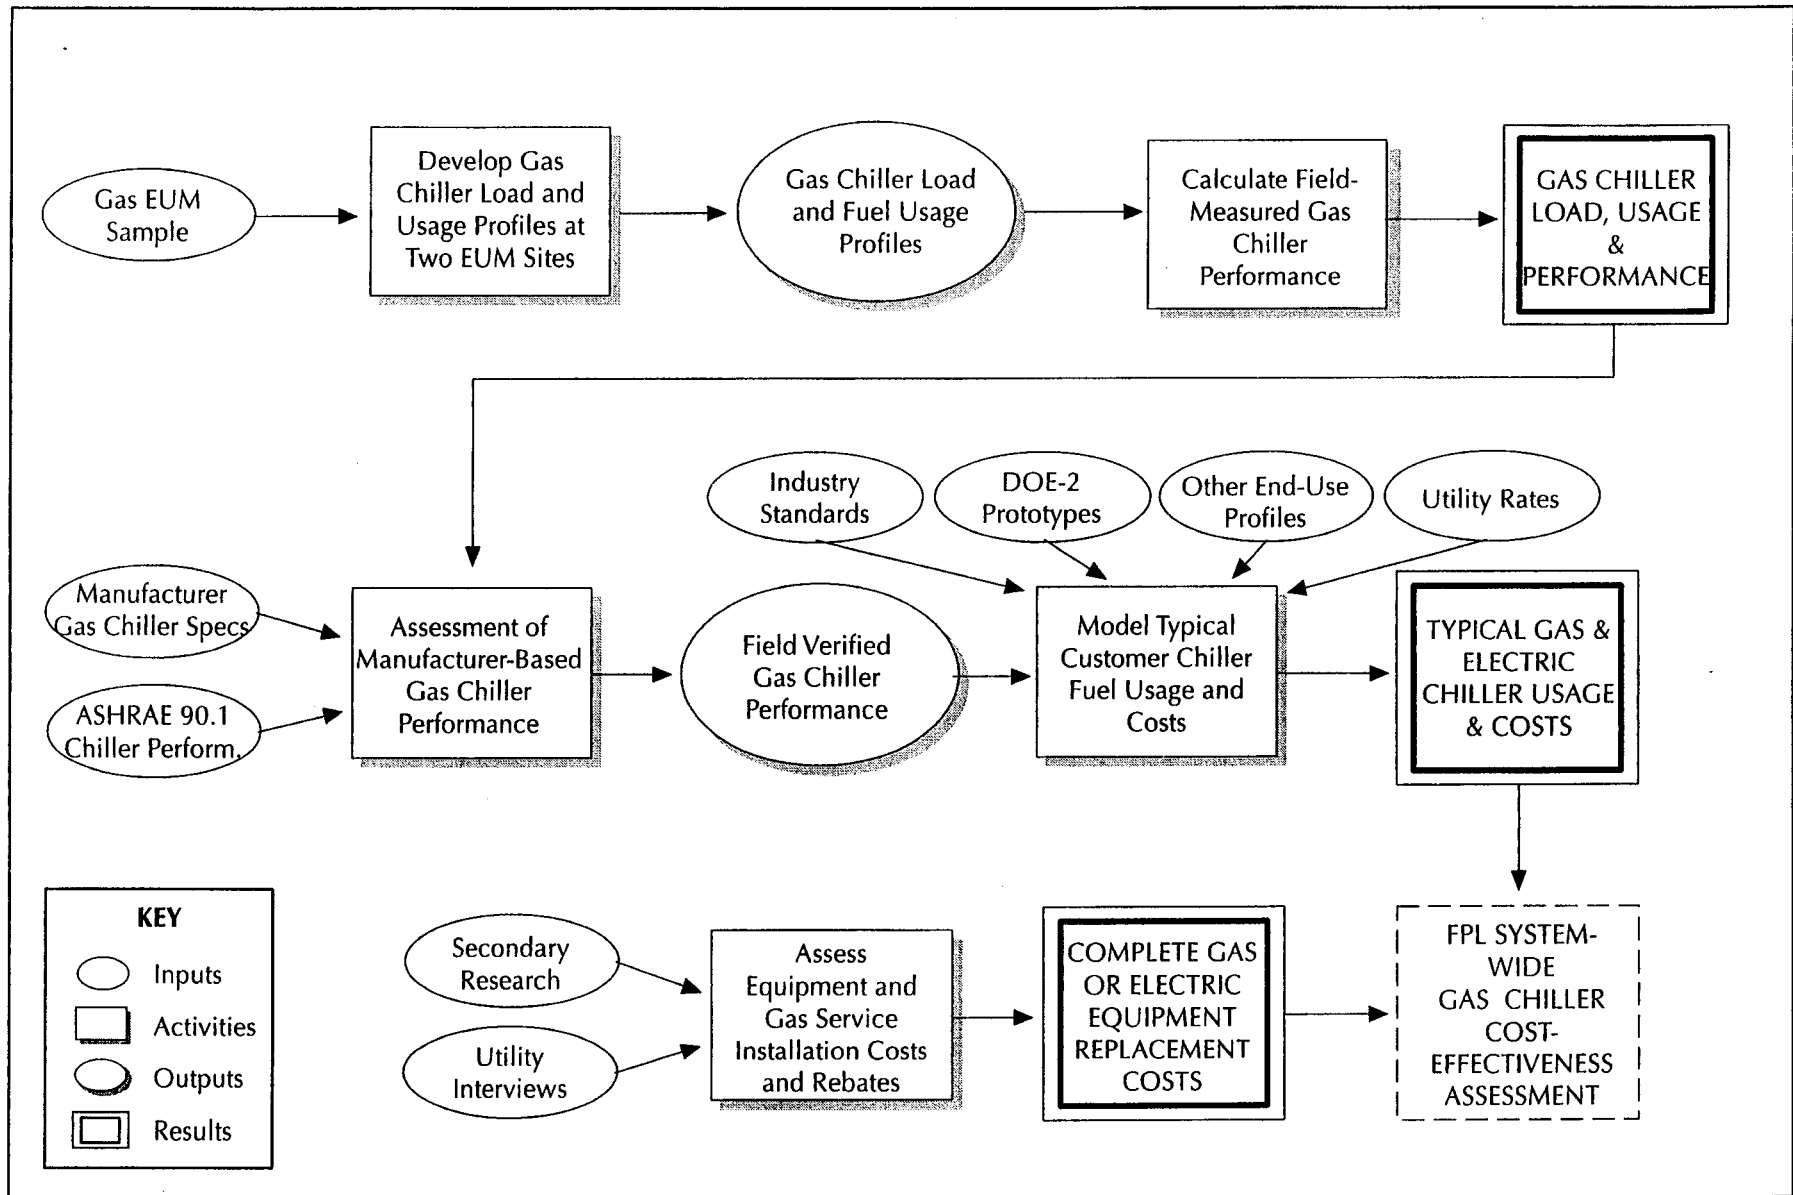 Gas EUM
Sample
Develop Gas
Chiller Load and
Usage Profiles at
Two EUM Sites
Gas Chiller Load
and Fuel Usage
Profiles
Calculate Field-
Measured Gas
Chiller
Performance
GAS CHILLER
LOAD, USAGE
&
PERFORMANCE
Industry
Standards
DOE-2
Prototypes
Other End-Use
Profiles
Utility Rates
Manufacturer
Gas Chiller Specs
ASHRAE 90.1
Chiller Perform.
Assessment of
Manufacturer-Based
Gas Chiller
Performance
Field Verified
Gas Chiller
Performance
Model Typical
Customer Chiller
Fuel Usage and
Costs
TYPICAL GAS &
ELECTRIC
CHILLER USAGE
& COSTS
KEY
Inputs
Activities
Outputs
Results
Secondary
Research
Utility
Interviews
Assess
Equipment and
Gas Service
Installation Costs
and Rebates
COMPLETE GAS
OR ELECTRIC
EQUIPMENT
REPLACEMENT
COSTS
FPL SYSTEM-
WIDE
GAS CHILLER
COST-
EFFECTIVENESS
ASSESSMENT